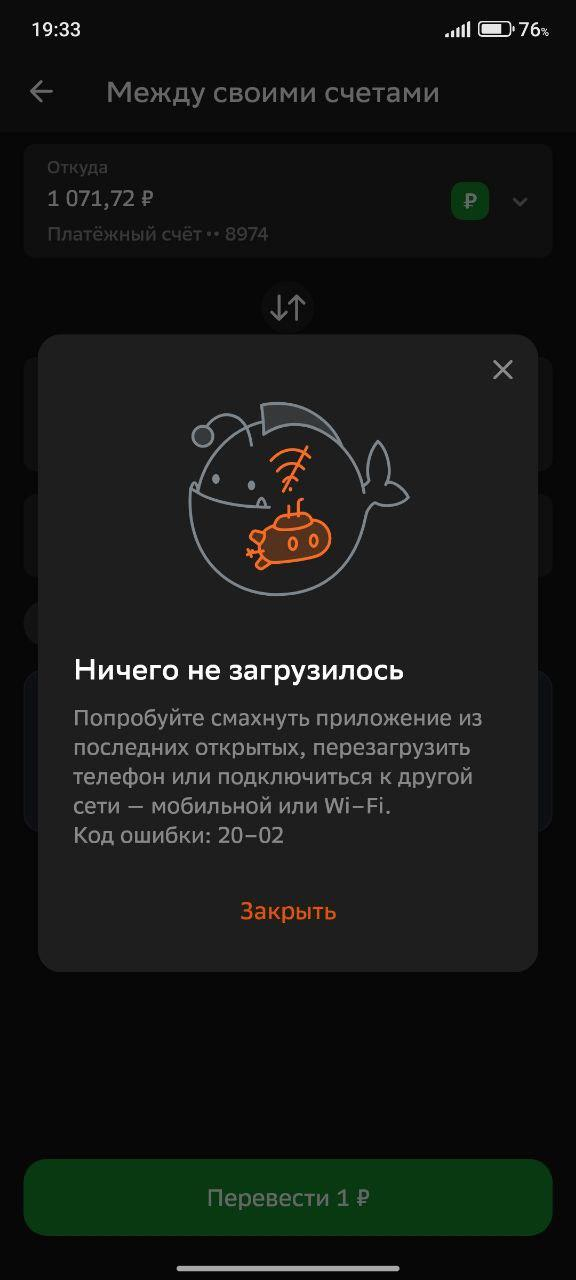 19:33
76%
Между своими счетами
Откуда
1 071,72 ₽
₽
Платёжный счёт •• 8974
Ничего не загрузилось
Попробуйте смахнуть приложение из
последних открытых, перезагрузить
телефон или подключиться к другой
сети — мобильной или Wi-Fi.
Код ошибки: 20-02
Закрыть
Перевести 1 ₽